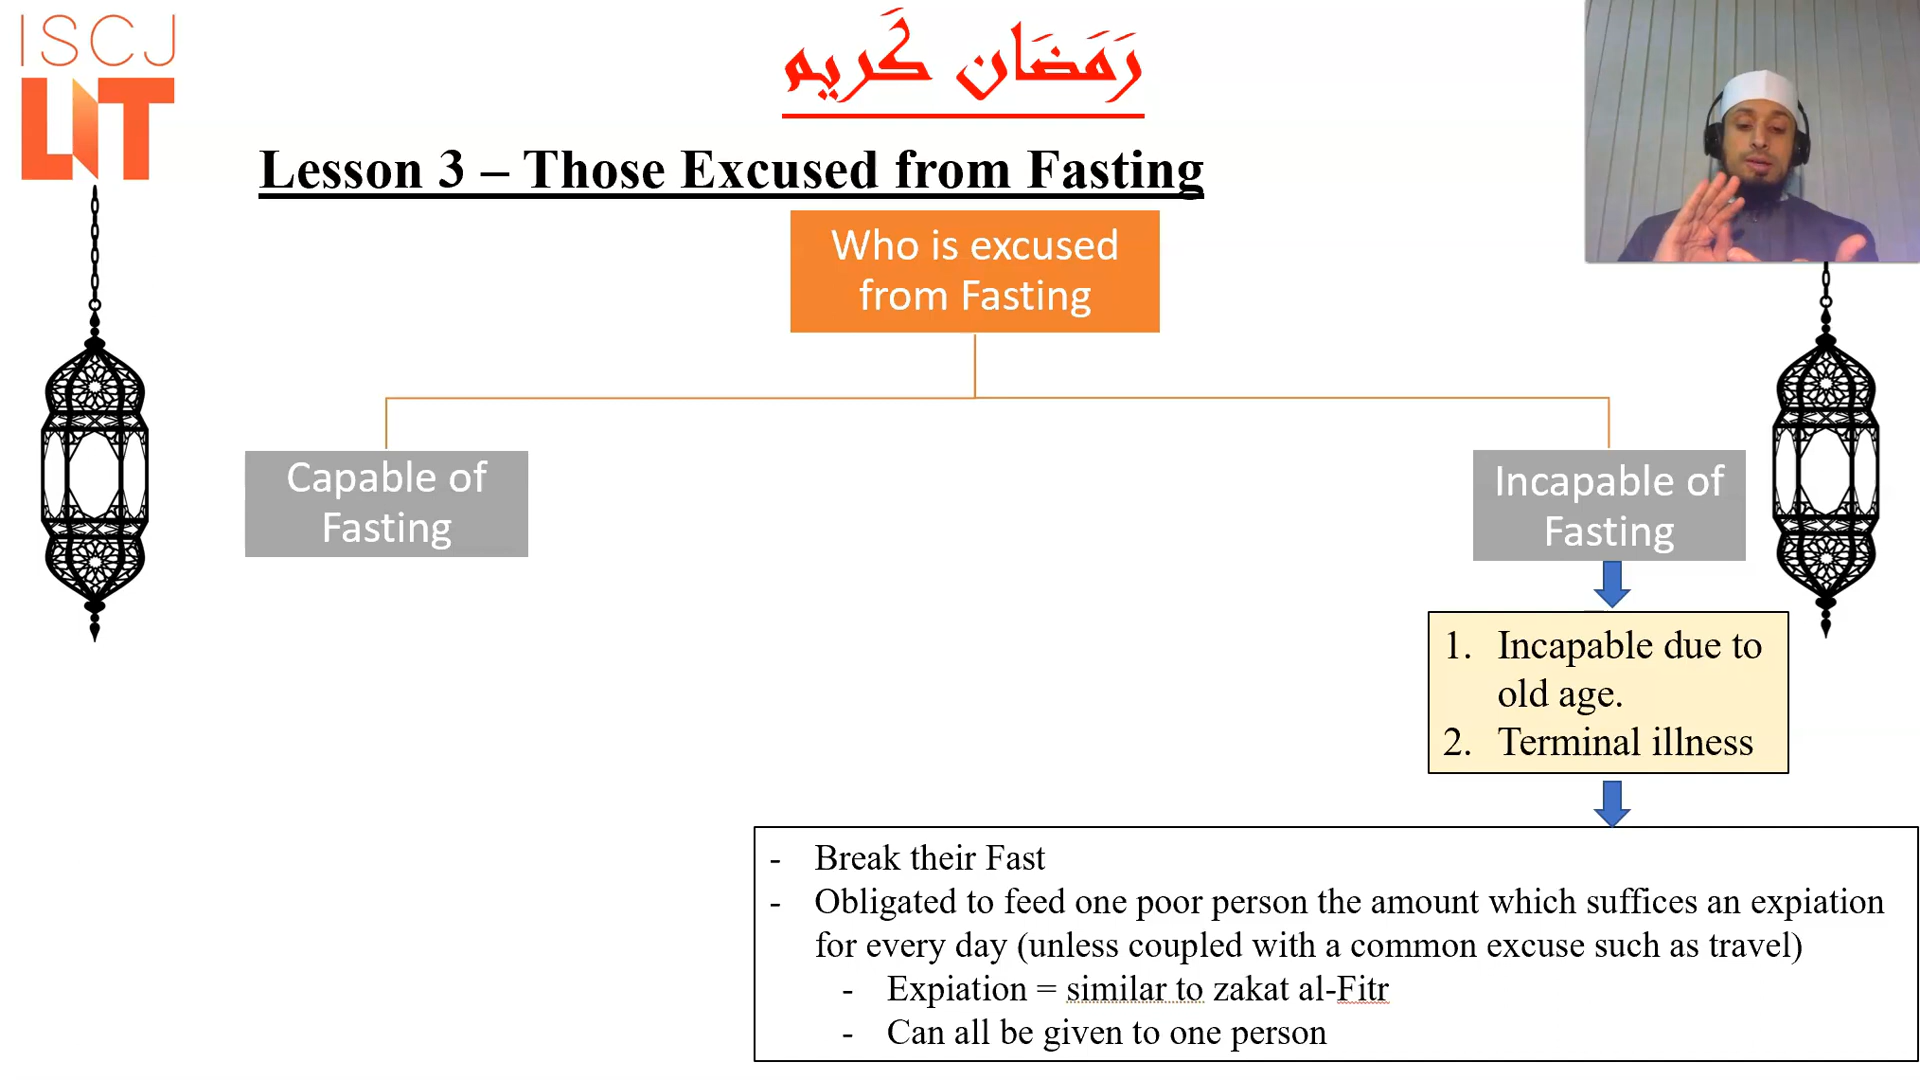 ISCJ
LIT
رَمَضَان كَريم
Lesson 3 – Those Excused from Fasting
Who is excused
from Fasting
Capable of
Fasting
Incapable of
Fasting
1. Incapable due to
old age.
2. Terminal illness
- Break their Fast
- Obligated to feed one poor person the amount which suffices an expiation
for every day (unless coupled with a common excuse such as travel)
- Expiation = similar to zakat al-Fitr
- Can all be given to one person